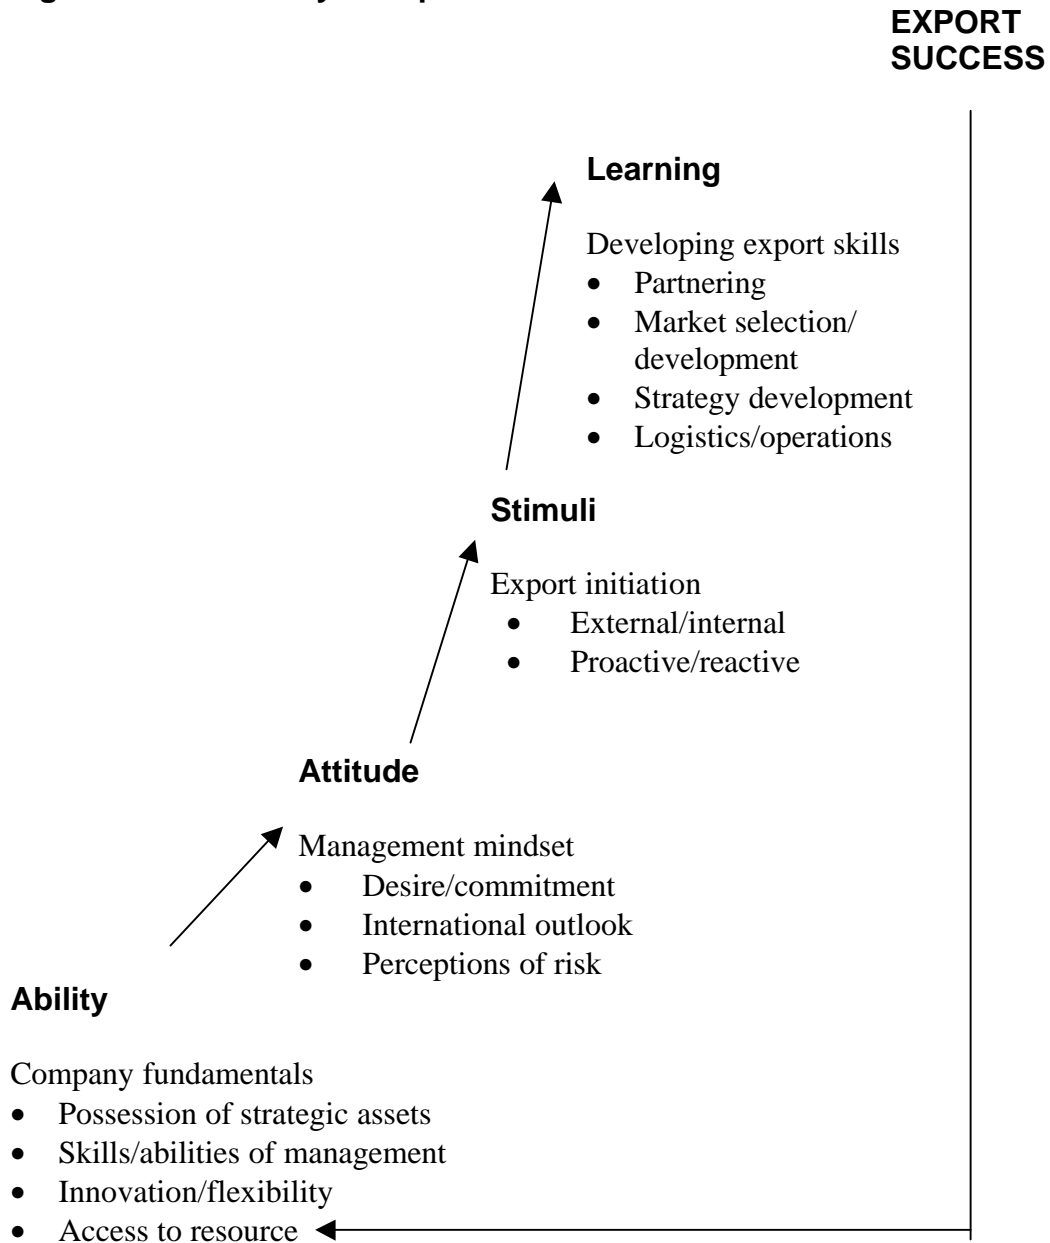 EXPORT
SUCCESS
Learning
Developing export skills
• Partnering
• Market selection/
development
• Strategy development
• Logistics/operations
Stimuli
Export initiation
• External/internal
• Proactive/reactive
Attitude
Management mindset
• Desire/commitment
• International outlook
• Perceptions of risk
Ability
Company fundamentals
• Possession of strategic assets
• Skills/abilities of management
• Innovation/flexibility
• Access to resource